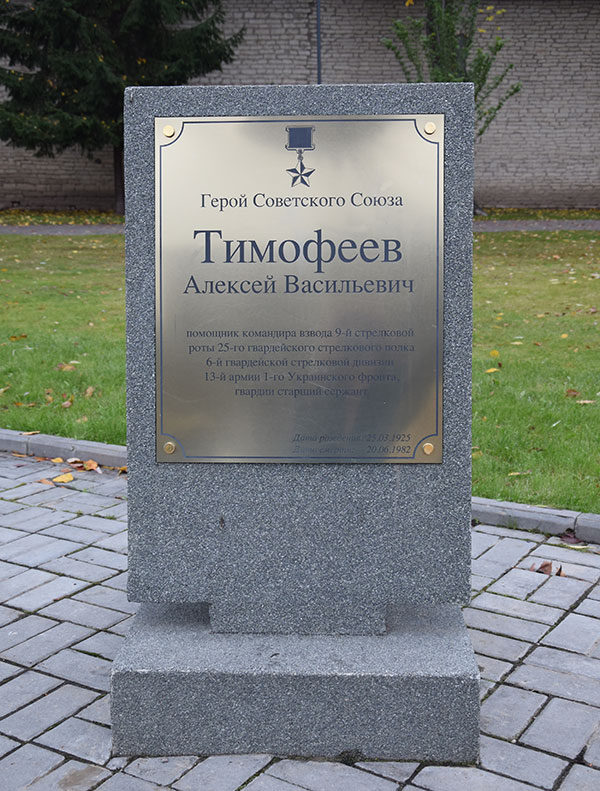 Герой Советского Союза
Тимофеев
Алексей Васильевич
помощник командира взвода 9-й стрелковой
роты 25-го гвардейского стрелкового полка
6-й гвардейской стрелковой дивизии
13-й армии 1-го Украинского фронта,
гвардии старший сержант
Дата рождения: 25.03.1925
Дата смерти: 20.06.1982